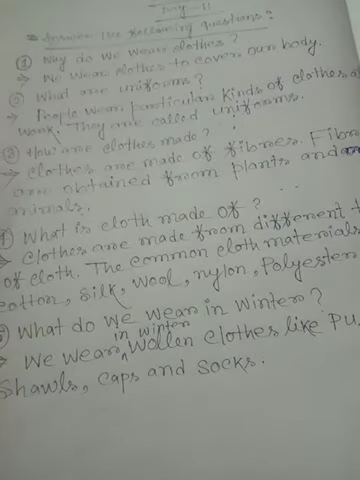 Answer the following questions:
① Why do we wear clothes?
→ We wear clothes to cover our body.
② What are uniforms?
→ People wear particular kinds of clothes at
work. They are called uniforms.
③ How are clothes made?
→ Clothes are made of fibres. Fibres
are obtained from plants and
animals.
What is cloth made of?
Clothes are made from different
of cloth. The common cloth materials
cotton, silk, wool, nylon, Polyester
What do we wear in winter?
in winter
We wear wollen clothes like
Shawls, caps and socks.